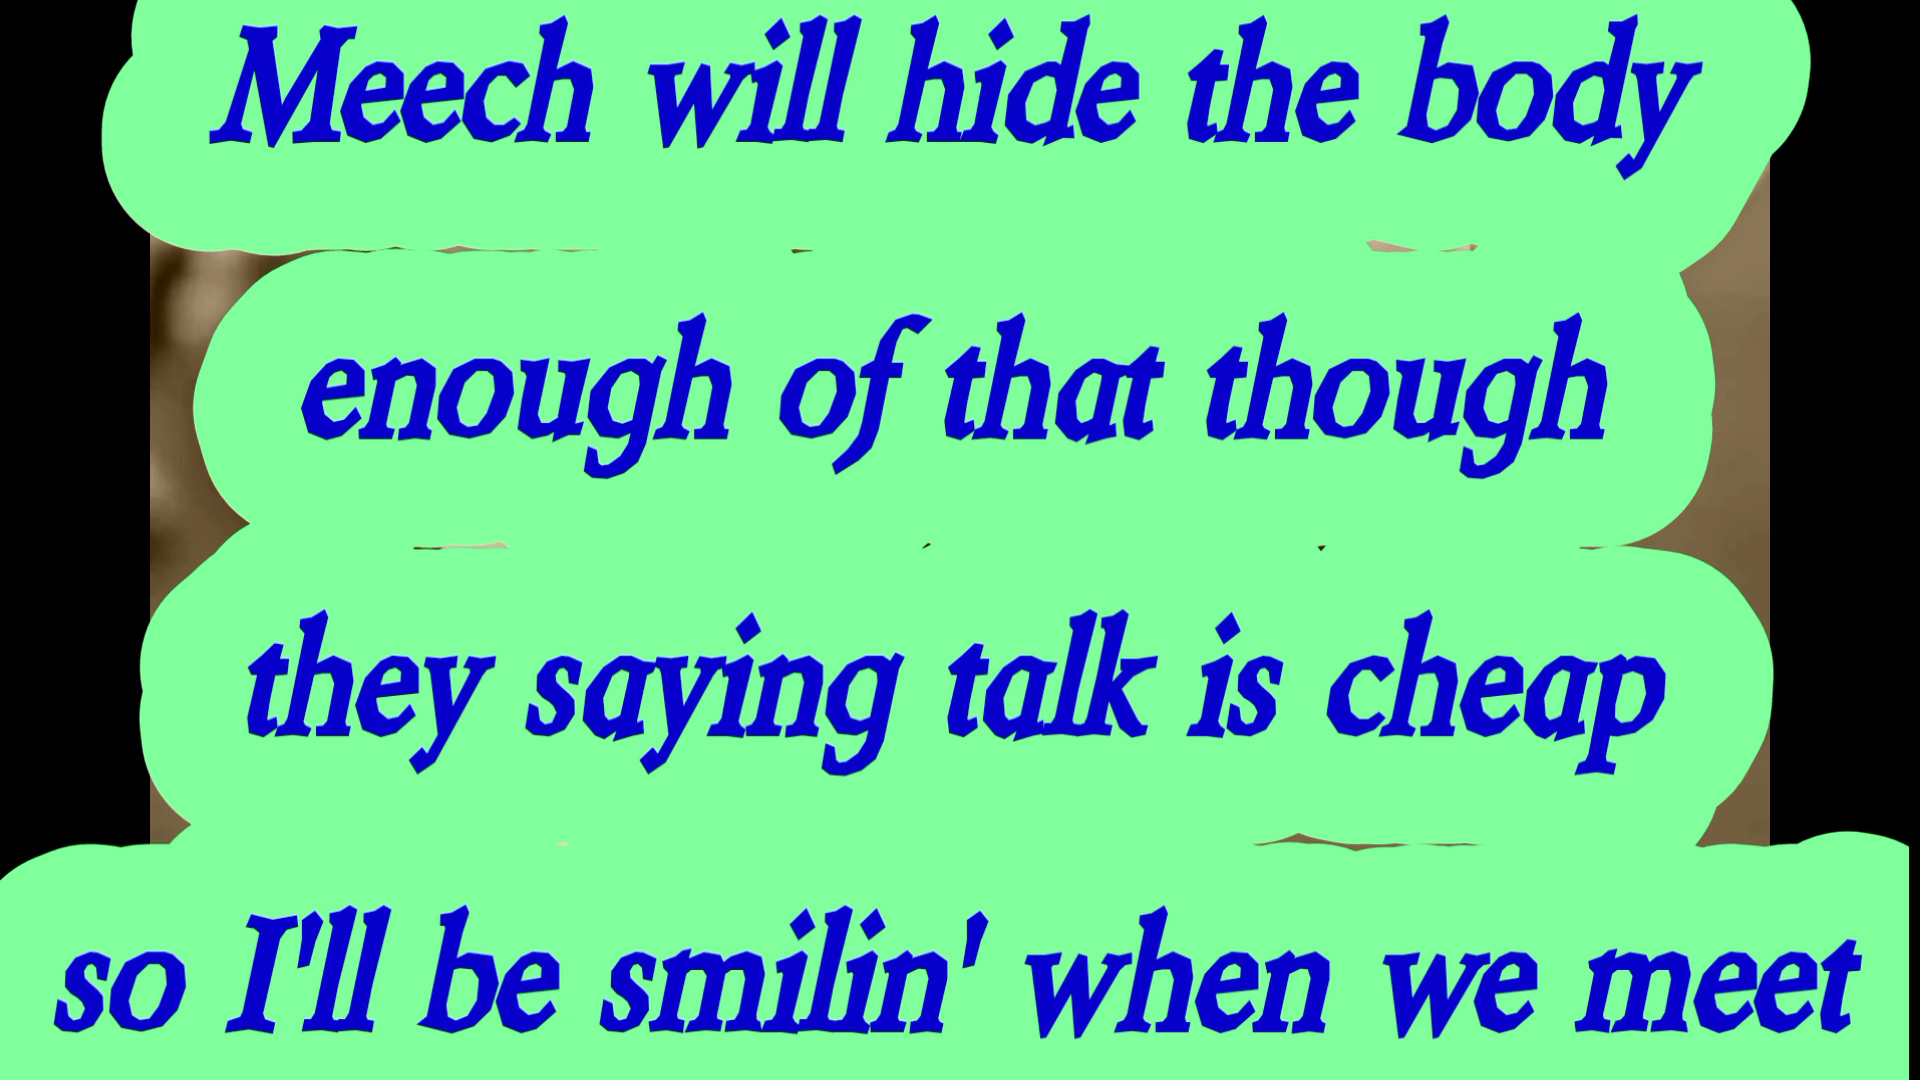 Meech will hide the body
enough of that though
they saying talk is cheap
so I'll be smilin' when we meet